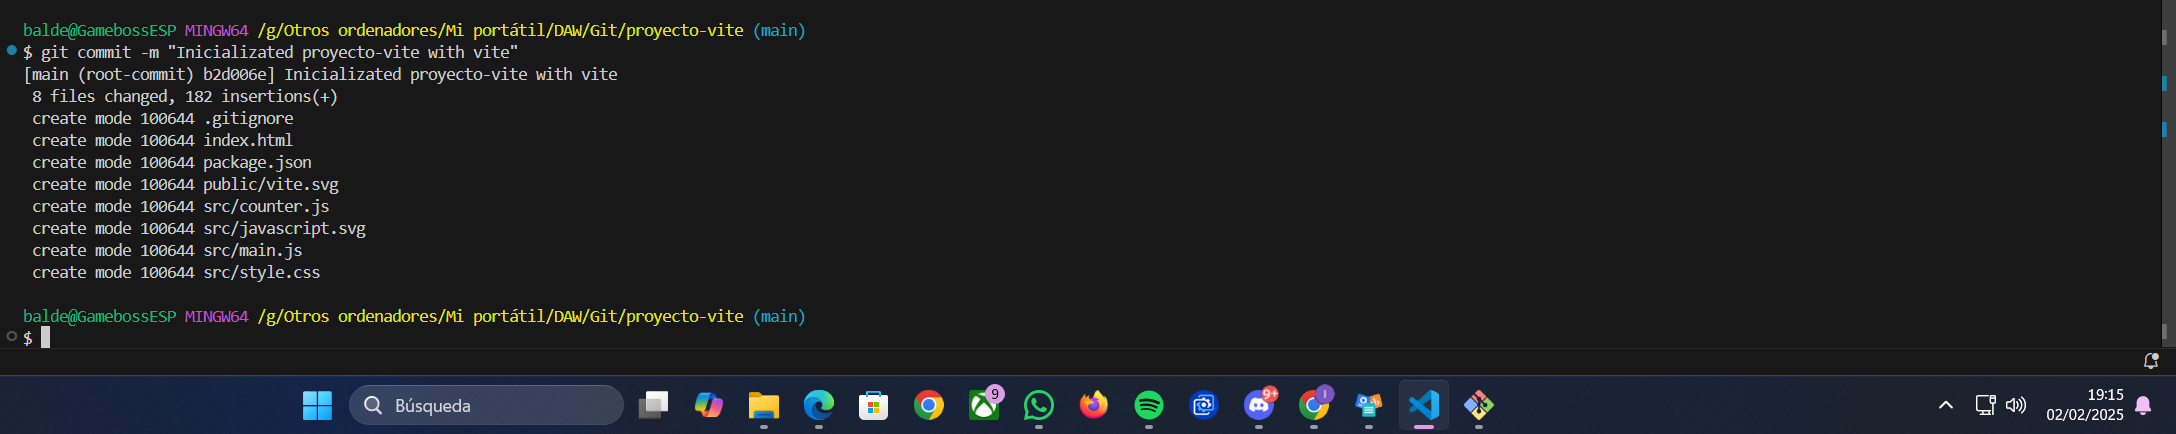 balde@GamebossESP MINGW64 /g/Otros ordenadores/Mi portátil/DAW/Git/proyecto-vite (main)
$ git commit -m "Inicializated proyecto-vite with vite"
[main (root-commit) b2d006e] Inicializated proyecto-vite with vite
 8 files changed, 182 insertions(+)
 create mode 100644 .gitignore
 create mode 100644 index.html
 create mode 100644 package.json
 create mode 100644 public/vite.svg
 create mode 100644 src/counter.js
 create mode 100644 src/javascript.svg
 create mode 100644 src/main.js
 create mode 100644 src/style.css
balde@GamebossESP MINGW64 /g/Otros ordenadores/Mi portátil/DAW/Git/proyecto-vite (main)
$
Búsqueda
9
9+
I
19:15
02/02/2025